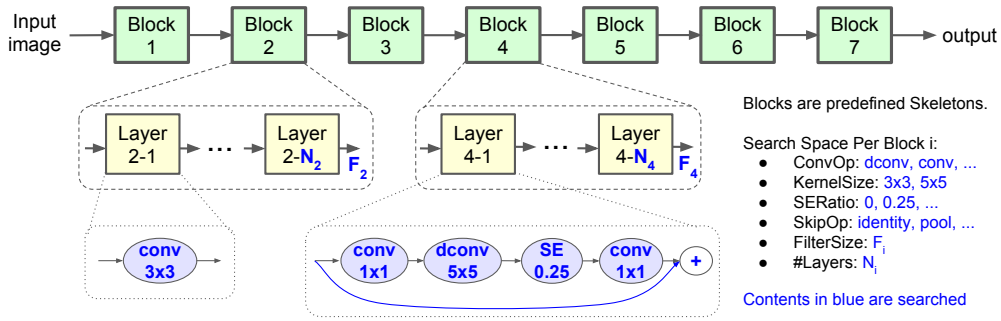 Input image
Block 1
Block 2
Block 3
Block 4
Block 5
Block 6
Block 7
output
Layer 2-1
...
Layer 2-N2
F2
Layer 4-1
...
Layer 4-N4
F4
conv 3x3
conv 1x1
dconv 5x5
SE 0.25
conv 1x1
+
Blocks are predefined Skeletons.
Search Space Per Block i:
● ConvOp: dconv, conv, ...
● KernelSize: 3x3, 5x5
● SERatio: 0, 0.25, ...
● SkipOp: identity, pool, ...
● FilterSize: Fi
● #Layers: Ni
Contents in blue are searched